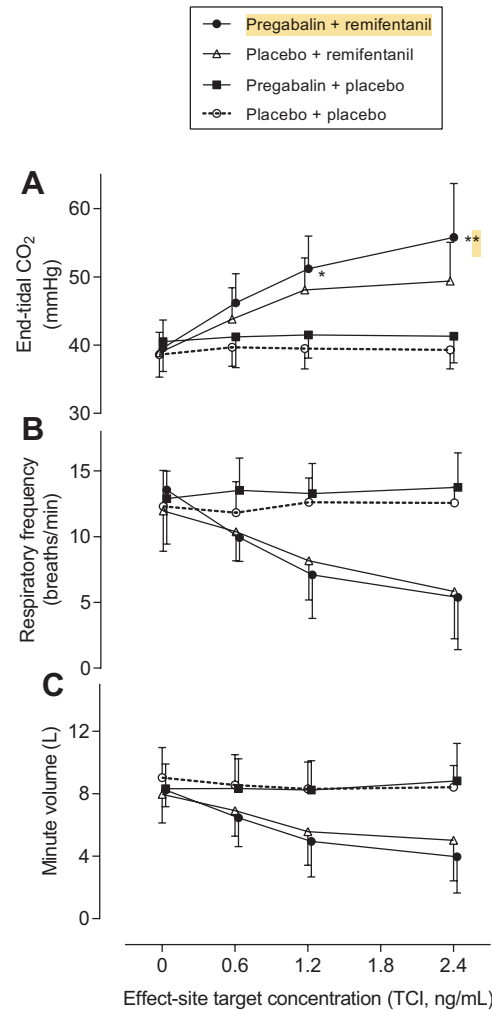 Pregabalin + remifentanil
Placebo + remifentanil
Pregabalin + placebo
Placebo + placebo
A
60
50
40
30
End-tidal CO₂
(mmHg)
*
**
B
15
10
5
0
Respiratory frequency
(breaths/min)
C
12
8
4
0
Minute volume (L)
0 0.6 1.2 1.8 2.4
Effect-site target concentration (TCI, ng/mL)